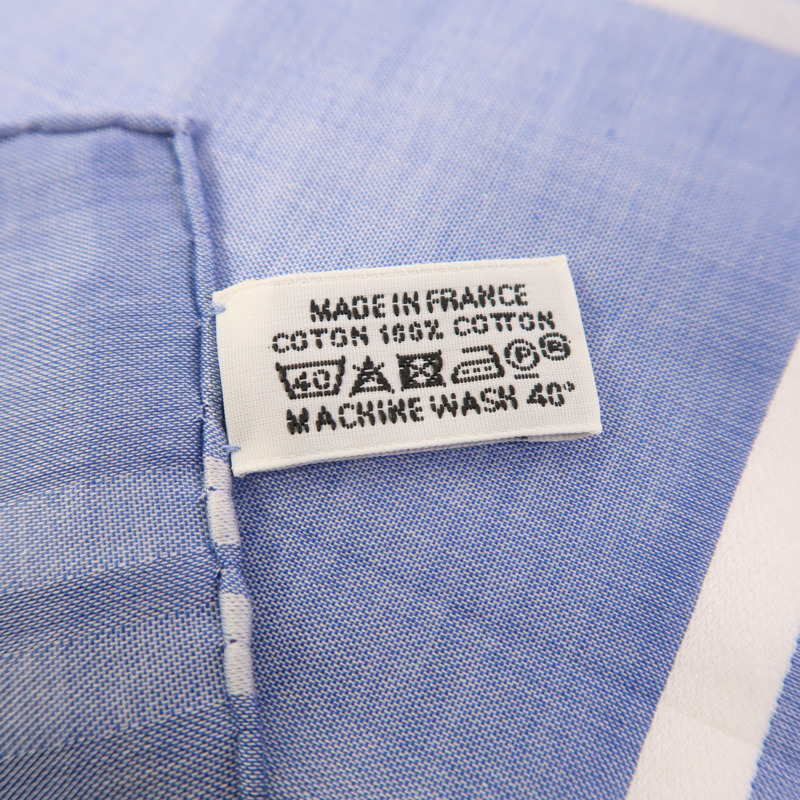 MADE IN FRANCE
COTON 100% COTTON
40 P R
MACHINE WASH 40°